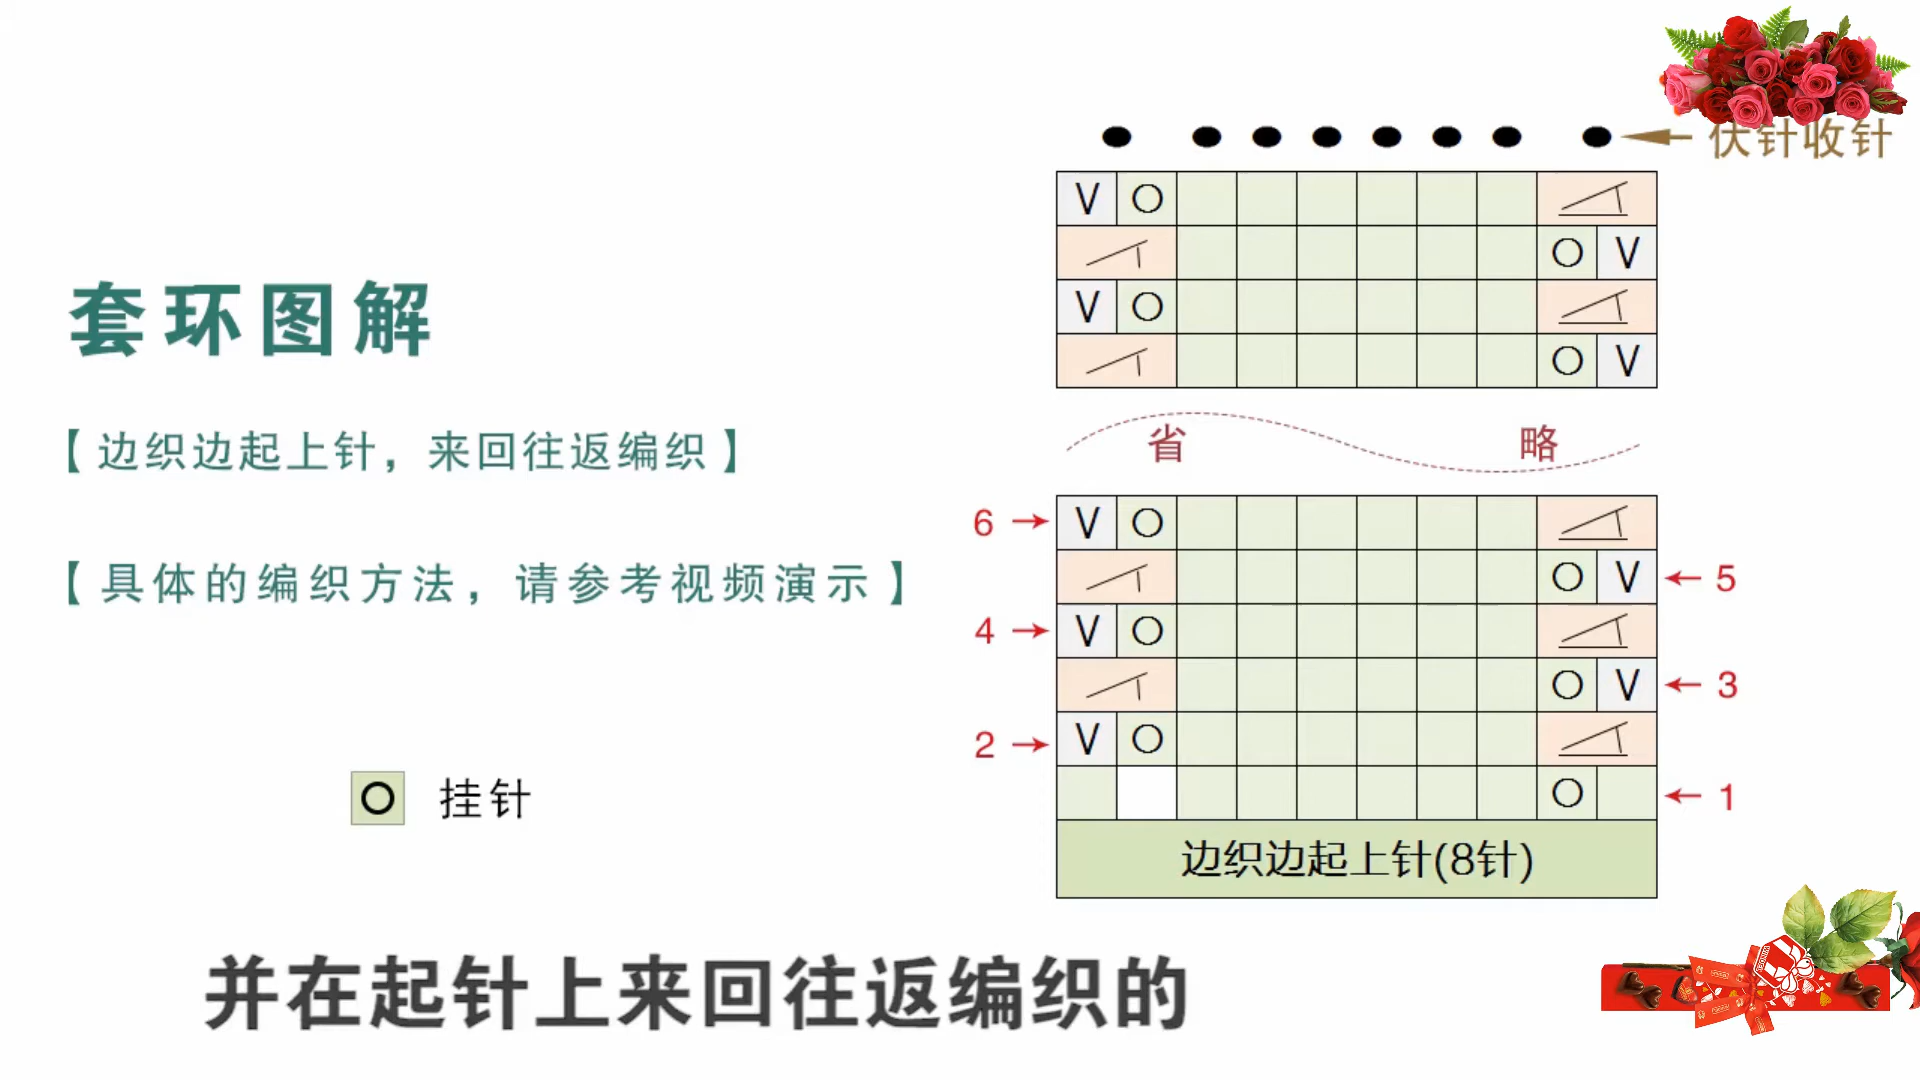 伏针收针
V O
O V
V O
O V
套环图解
省 略
【边织边起上针，来回往返编织】
6 → V O
O V ← 5
【具体的编织方法，请参考视频演示】
4 → V O
O V ← 3
2 → V O
O ← 1
O 挂针
边织边起上针(8针)
并在起针上来回往返编织的